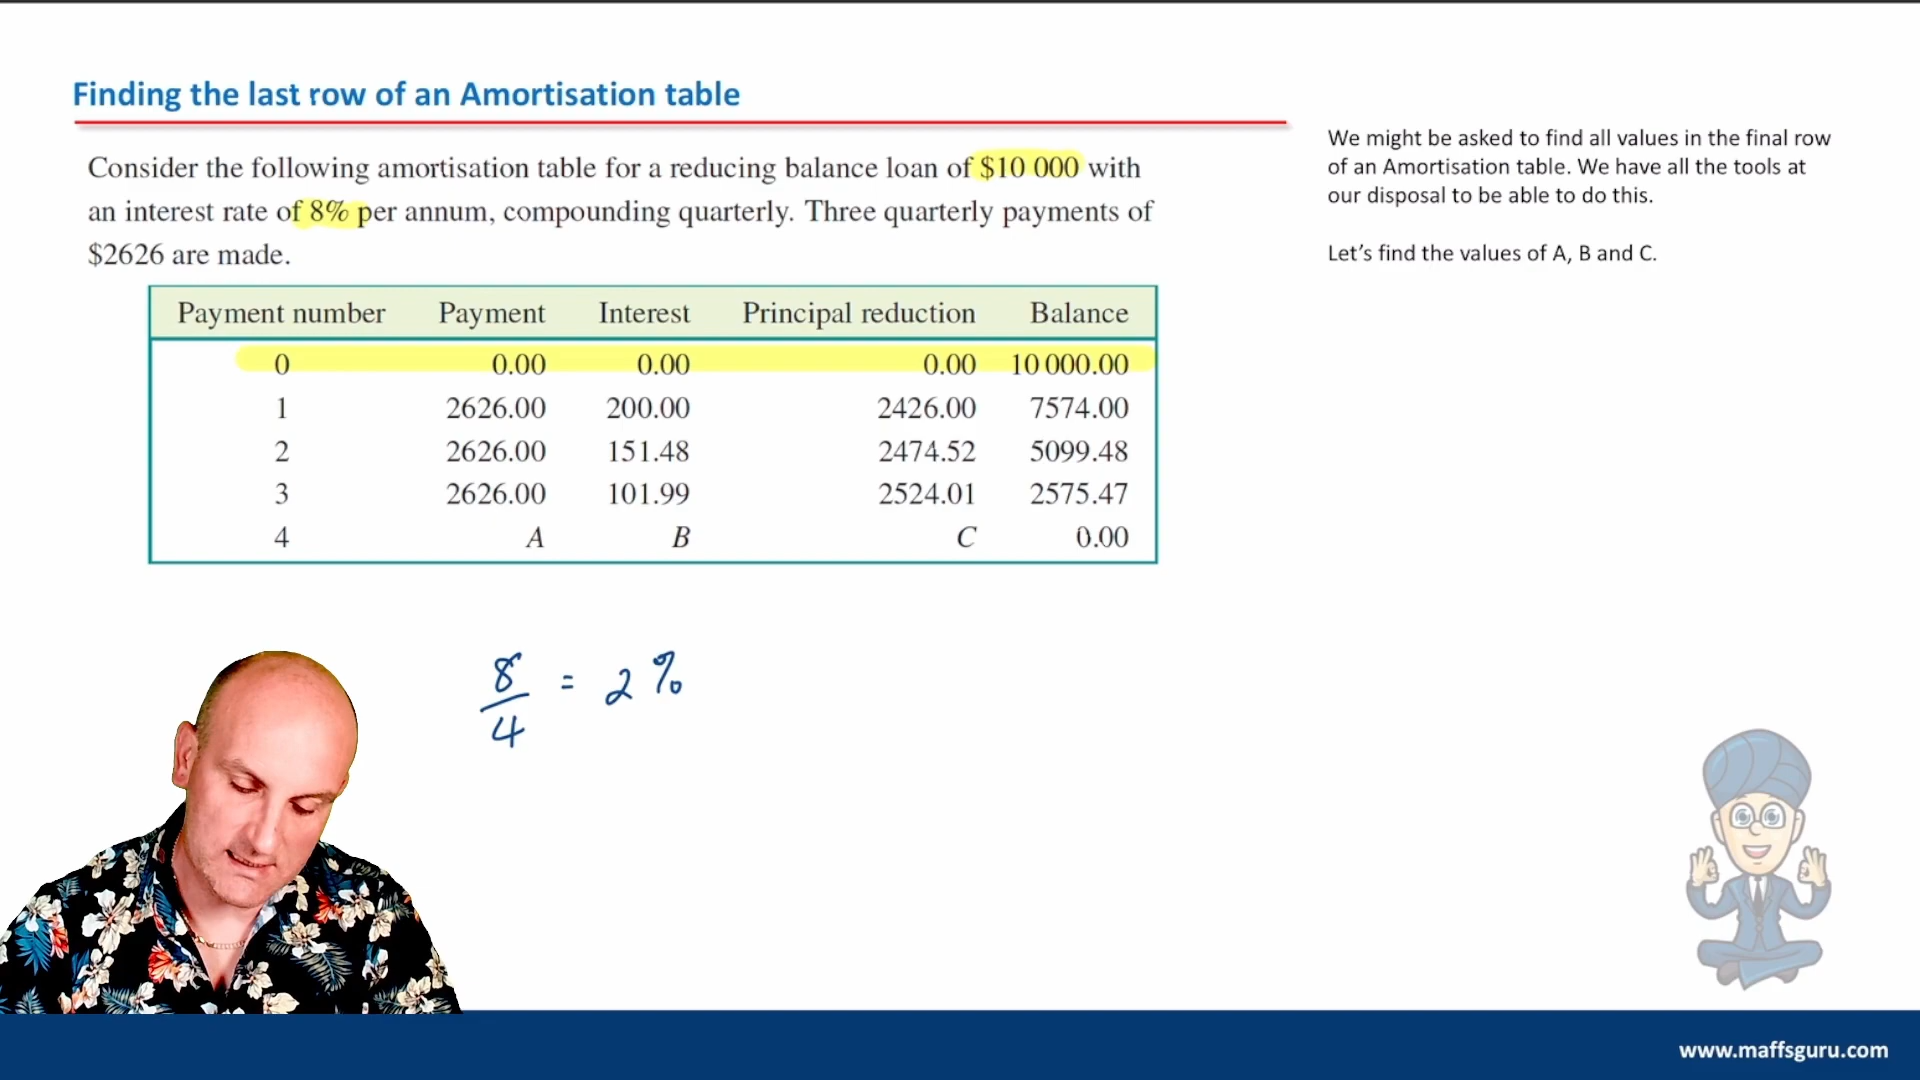 Finding the last row of an Amortisation table
Consider the following amortisation table for a reducing balance loan of $10 000 with
an interest rate of 8% per annum, compounding quarterly. Three quarterly payments of
$2626 are made.
Payment number Payment Interest Principal reduction Balance
0 0.00 0.00 0.00 10 000.00
1 2626.00 200.00 2426.00 7574.00
2 2626.00 151.48 2474.52 5099.48
3 2626.00 101.99 2524.01 2575.47
4 A B C 0.00
8/4 = 2%
We might be asked to find all values in the final row
of an Amortisation table. We have all the tools at
our disposal to be able to do this.
Let’s find the values of A, B and C.
www.maffsguru.com